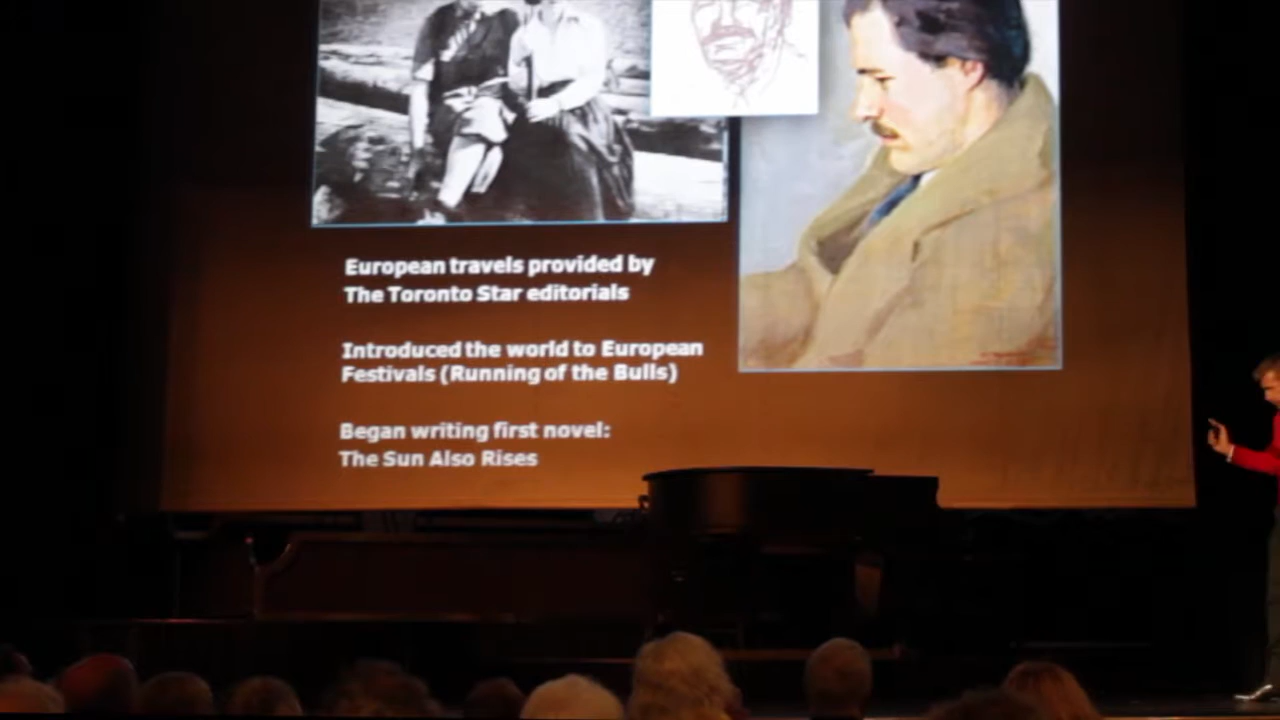 European travels provided by
The Toronto Star editorials
Introduced the world to European
Festivals (Running of the Bulls)
Began writing first novel:
The Sun Also Rises